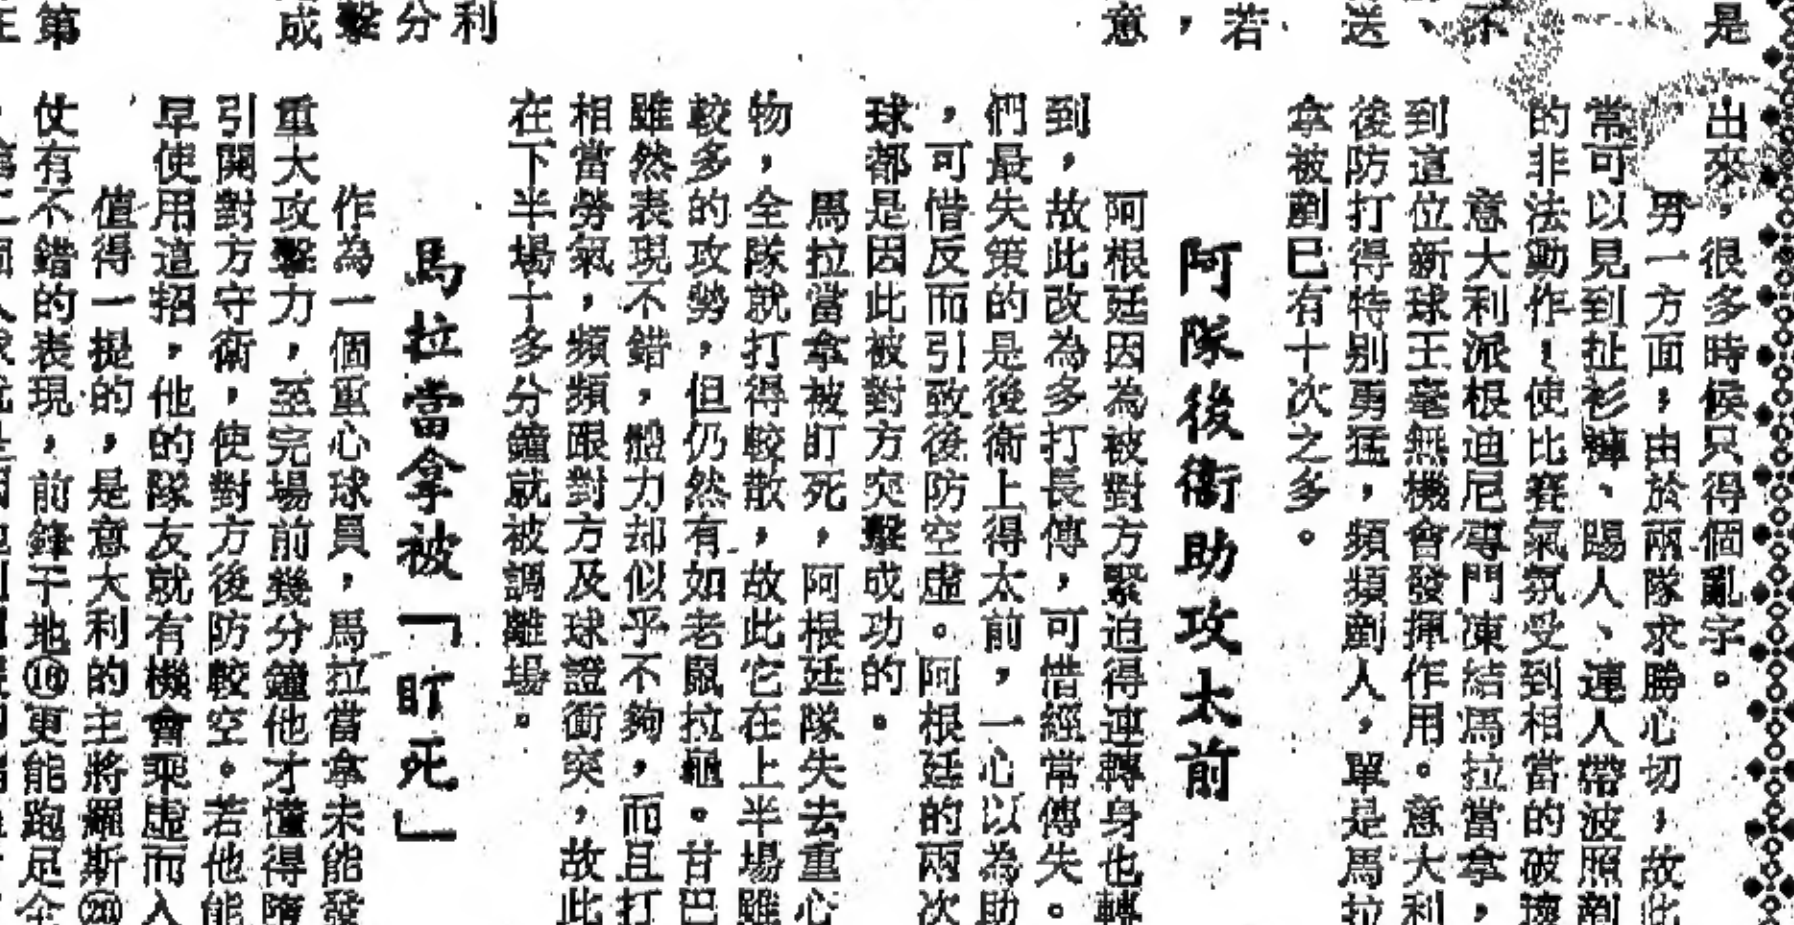 是
不
、
送
若
，
意
利
分
擊
成
第
出來，很多時候只得個亂字。
另一方面，由於兩隊求勝心切，故此
常可以見到扯衫褲、踢人、連人帶波照剷
的非法動作，使比賽氣氛受到相當的破壞
意大利派根迪尼專門凍結馬拉當拿，
到這位新球王毫無機會發揮作用。意大利
後防打得特別勇猛，頻頻剷人，單是馬拉
拿被剷已有十次之多。
阿隊後衛助攻太前
阿根廷因為被對方緊迫得連轉身也轉
到，故此改為多打長傳，可惜經常傳失。
們最失策的是後衛上得太前，一心以為助
，可惜反而引致後防空虛。阿根廷的兩次
球都是因此被對方突擊成功的。
馬拉當拿被盯死，阿根廷隊失去重心
物，全隊就打得較散，故此它在上半場雖
較多的攻勢，但仍然有如老鼠拉龜。甘巴
雖然表現不錯，體力却似乎不夠，而且打
相當勞氣，頻頻跟對方及球證衝突，故此
在下半場十多分鐘就被調離場。
馬拉當拿被「盯死」
作為一個重心球員，馬拉當拿未能發
重大攻擊力，至完場前幾分鐘他才懂得
引開對方守衛，使對方後防較空。若他能
早使用這招，他的隊友就有機會乘虛而入
值得一提的，是意大利的主將羅斯⑳
仗有不錯的表現，前鋒干地⑯更能跑足全